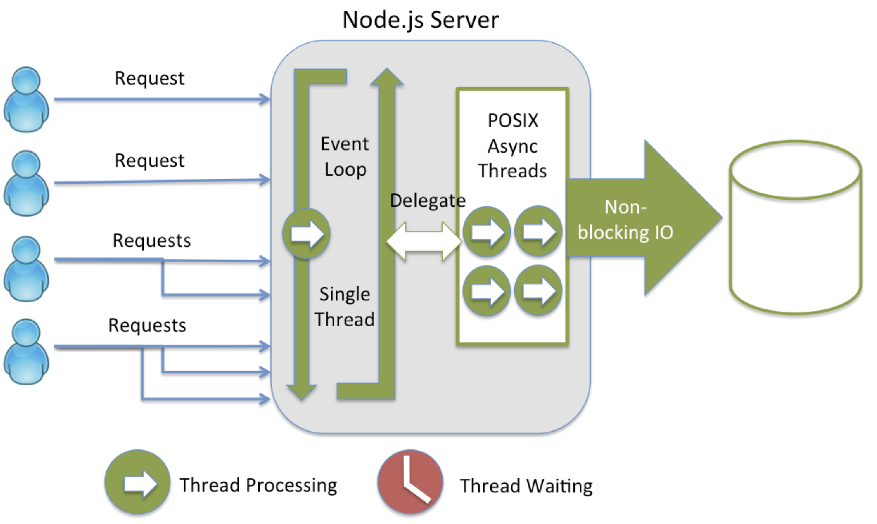 Node.js Server
Request
Request
Requests
Requests
Event
Loop
Single
Thread
Delegate
POSIX
Async
Threads
Non-
blocking IO
Thread Processing
Thread Waiting